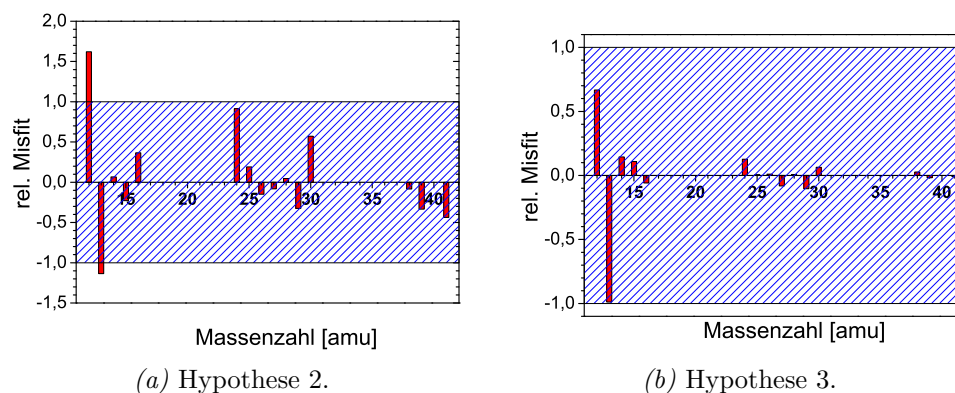 2,0
1,5
1,0
0,5
0,0
-0,5
-1,0
-1,5
rel. Misfit
15 20 25 30 35 40
Massenzahl [amu]
(a) Hypothese 2.
1,0
0,5
0,0
-0,5
-1,0
rel. Misfit
15 20 25 30 35 40
Massenzahl [amu]
(b) Hypothese 3.